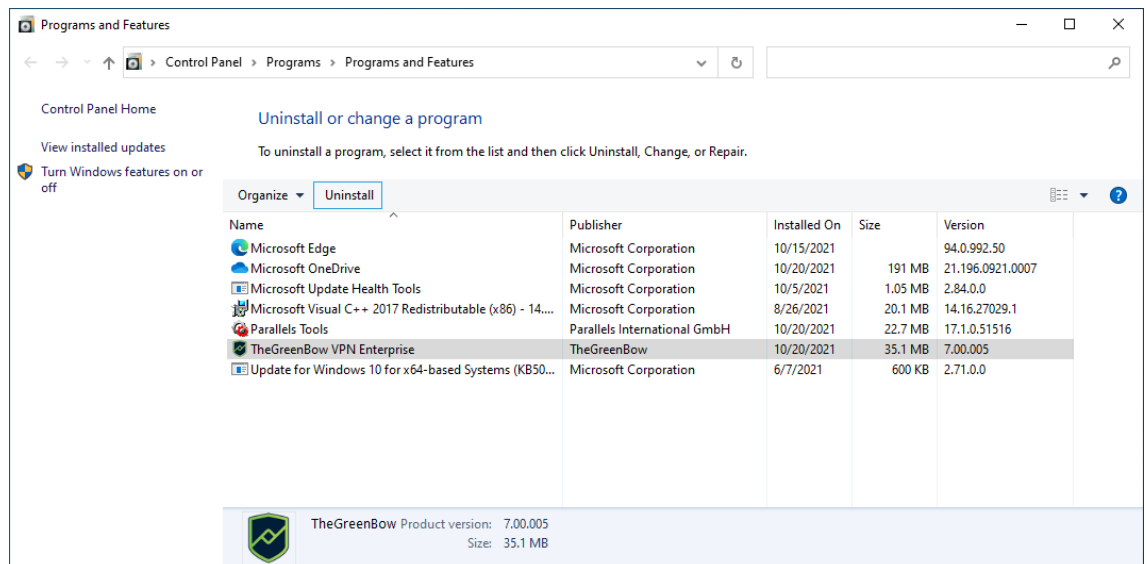 Programs and Features
Control Panel > Programs > Programs and Features
Control Panel Home
View installed updates
Turn Windows features on or
off
Uninstall or change a program
To uninstall a program, select it from the list and then click Uninstall, Change, or Repair.
Organize Uninstall
Name Publisher Installed On Size Version
Microsoft Edge Microsoft Corporation 10/15/2021 94.0.992.50
Microsoft OneDrive Microsoft Corporation 10/20/2021 191 MB 21.196.0921.0007
Microsoft Update Health Tools Microsoft Corporation 10/5/2021 1.05 MB 2.84.0.0
Microsoft Visual C++ 2017 Redistributable (x86) - 14.... Microsoft Corporation 8/26/2021 20.1 MB 14.16.27029.1
Parallels Tools Parallels International GmbH 10/20/2021 22.7 MB 17.1.0.51516
TheGreenBow VPN Enterprise TheGreenBow 10/20/2021 35.1 MB 7.00.005
Update for Windows 10 for x64-based Systems (KB50... Microsoft Corporation 6/7/2021 600 KB 2.71.0.0
TheGreenBow Product version: 7.00.005
Size: 35.1 MB